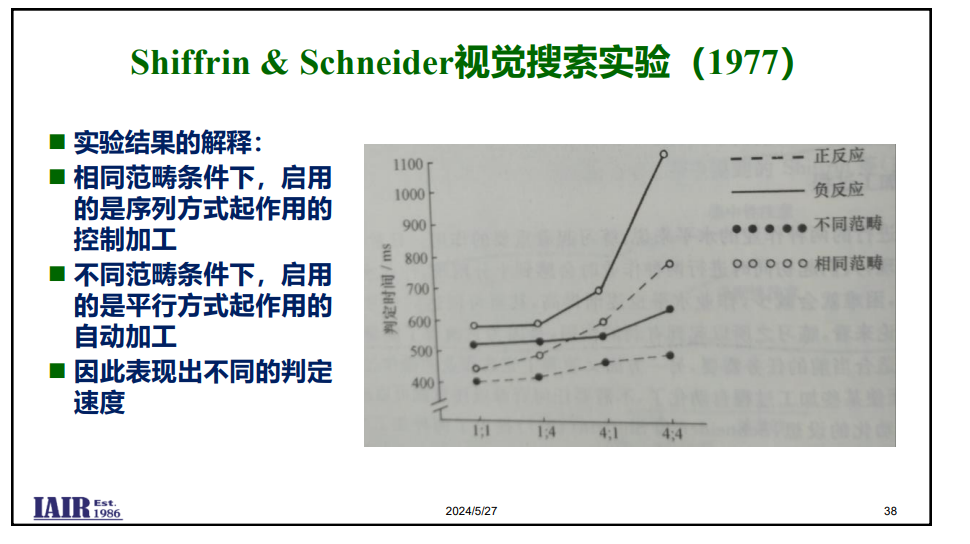 Shiffrin & Schneider视觉搜索实验（1977）
实验结果的解释：
相同范畴条件下，启用
的是序列方式起作用的
控制加工
不同范畴条件下，启用
的是平行方式起作用的
自动加工
因此表现出不同的判定
速度
判定时间/ms
1100
1000
900
800
700
600
500
400
1;1 1;4 4;1 4;4
正反应
负反应
不同范畴
相同范畴
IAIR Est. 1986
2024/5/27
38